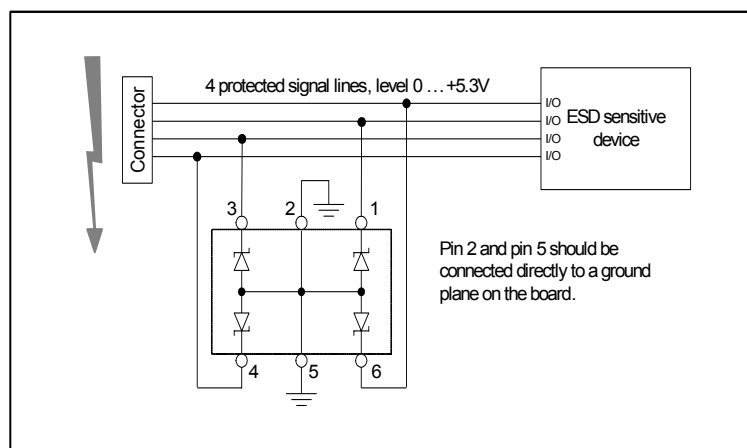 4 protected signal lines, level 0 … +5.3V
Connector
I/O
I/O
I/O
I/O
ESD sensitive
device
3
2
1
Pin 2 and pin 5 should be
connected directly to a ground
plane on the board.
4
5
6